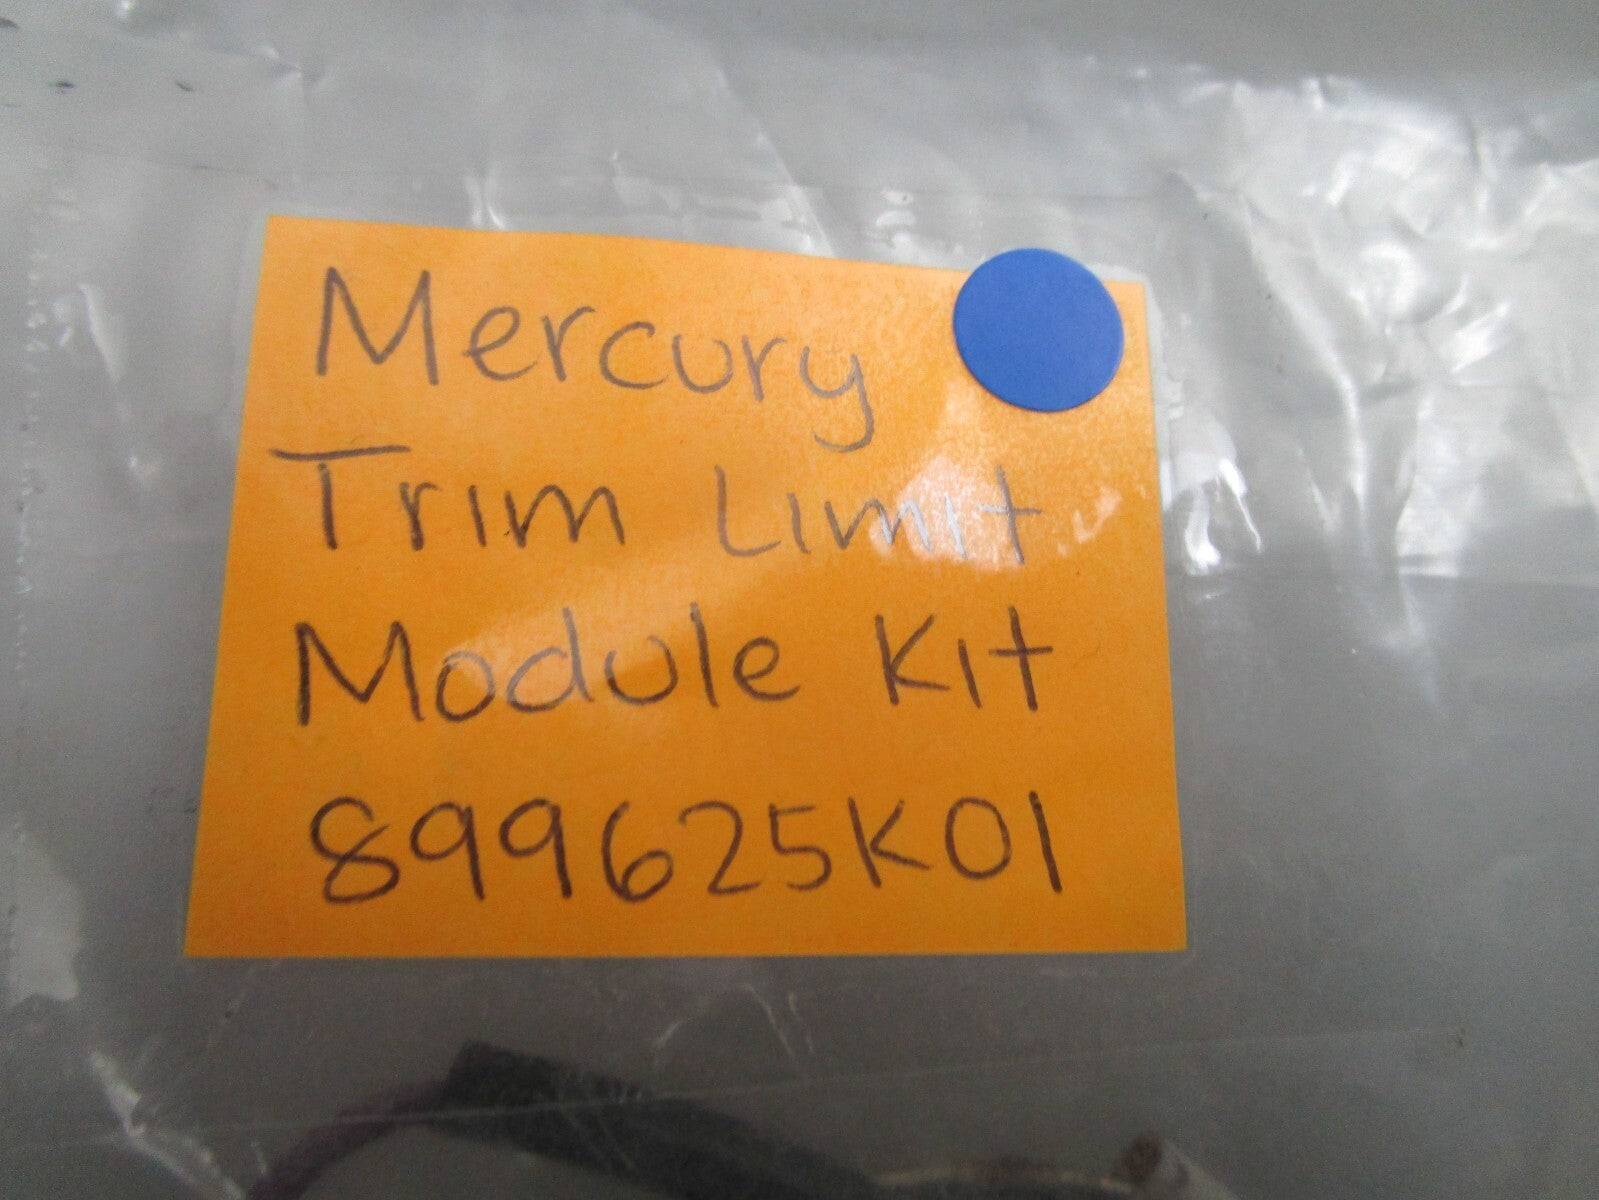 Mercury
Trim Limit
Module Kit
899625K01